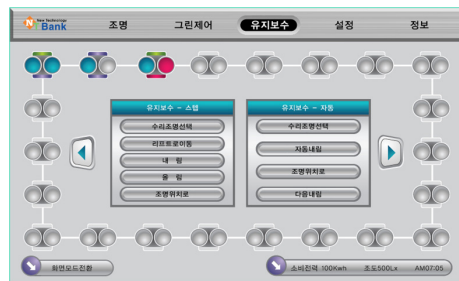 New technology
Bank
조명 그린제어 유지보수 설정 정보
유지보수 - 스텝
수리조명선택
리프트로이동
내 림
올 림
조명위치로
유지보수 - 자동
수리조명선택
자동내림
조명위치로
다음내림
화면모드전환
소비전력 100Kwh 조도500Lx AM07:05